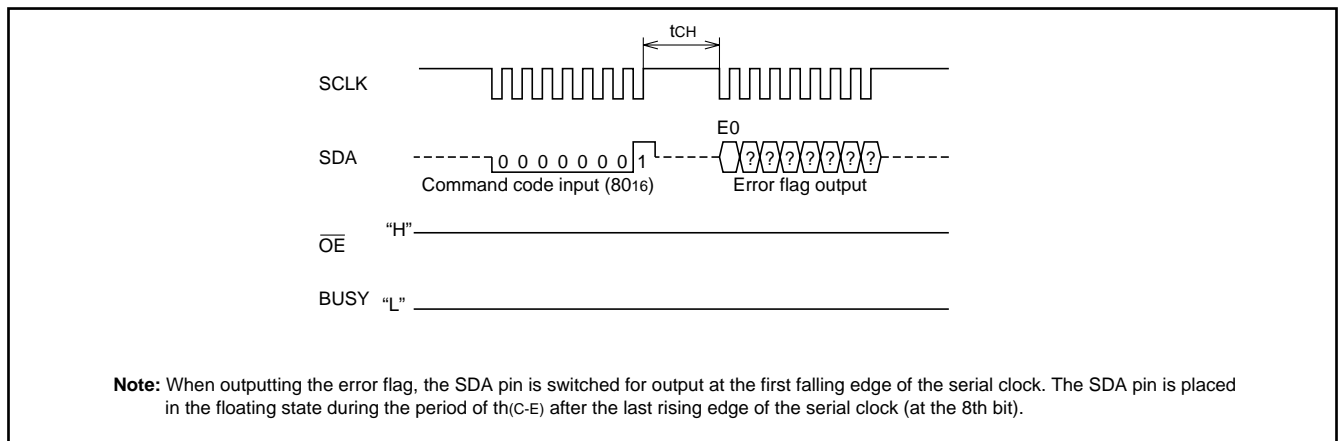 tCH
SCLK
E0
SDA
0 0 0 0 0 0 0 1
? ? ? ? ? ? ?
Command code input (8016)
Error flag output
OE
“H”
BUSY
“L”
Note: When outputting the error flag, the SDA pin is switched for output at the first falling edge of the serial clock. The SDA pin is placed
in the floating state during the period of th(C-E) after the last rising edge of the serial clock (at the 8th bit).